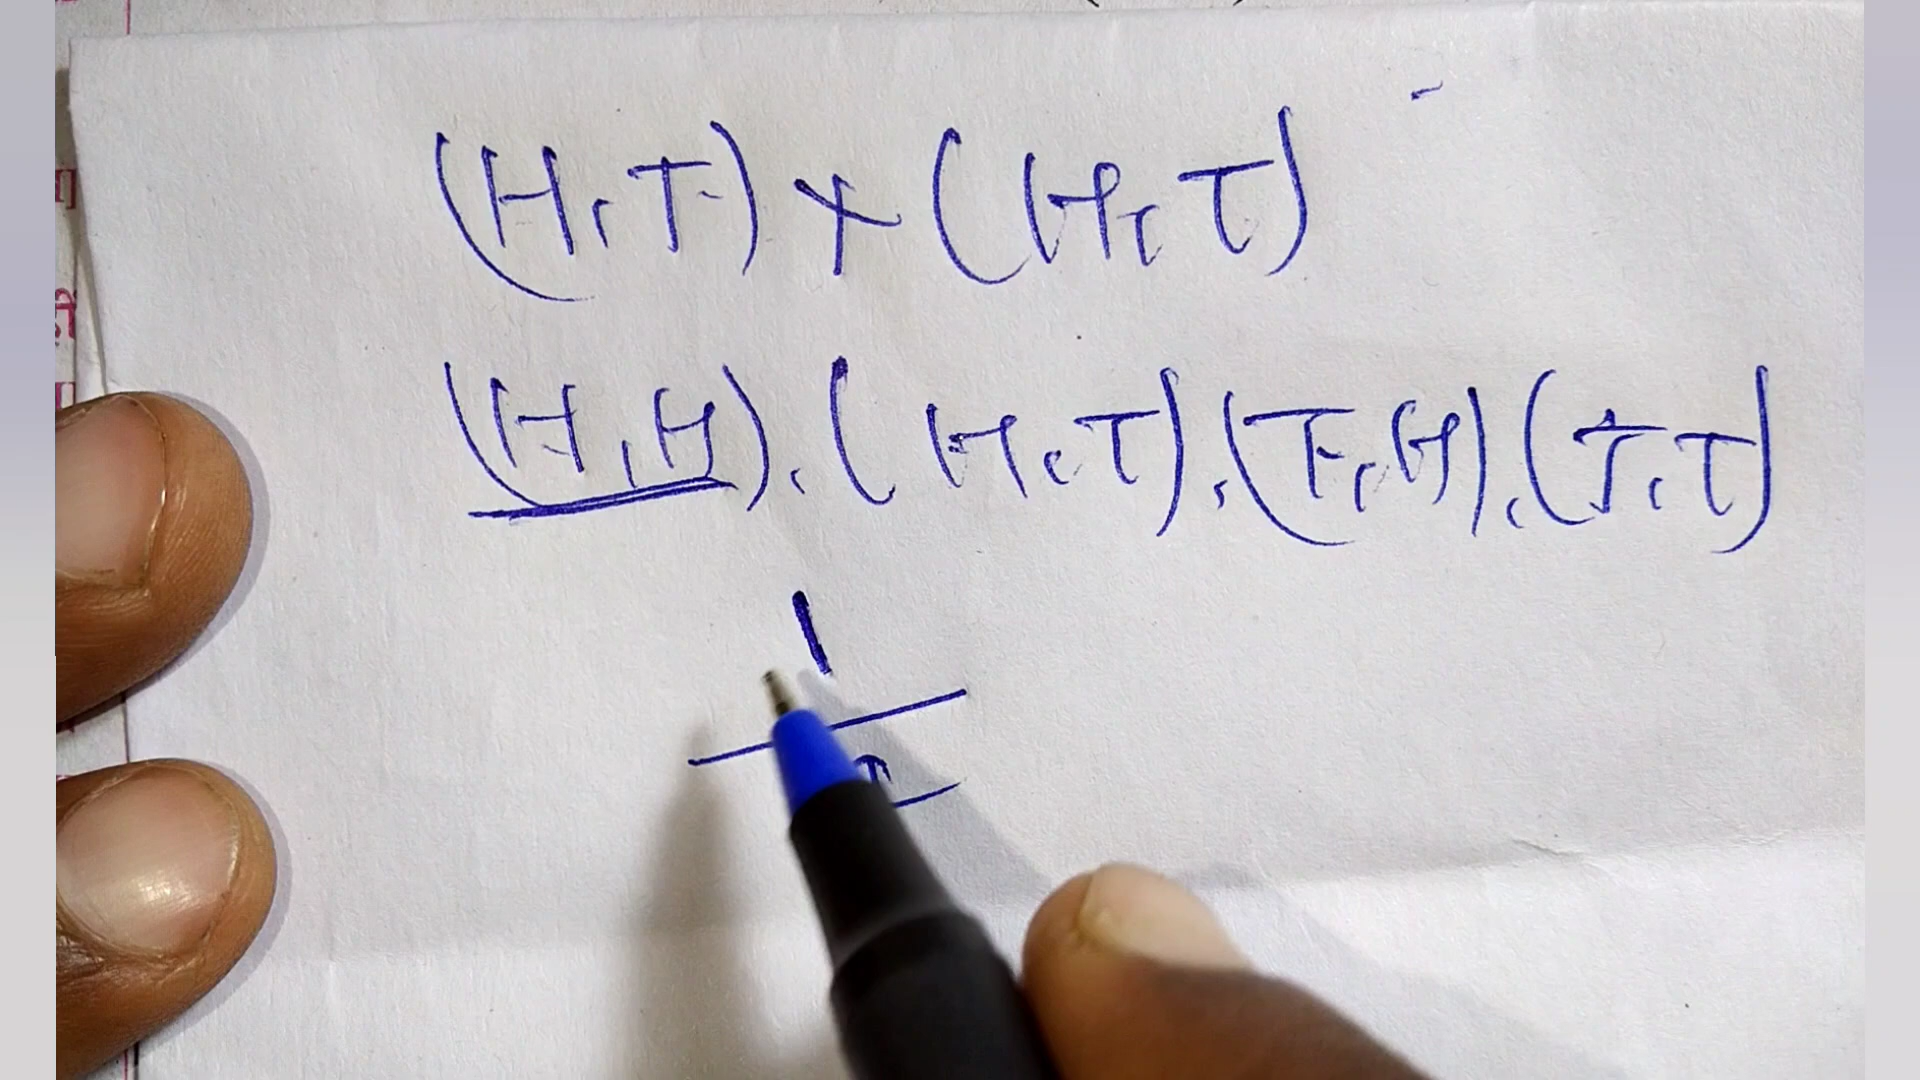 (H, T) × (H, T)
(H, H), (H, T), (T, H), (T, T)
1